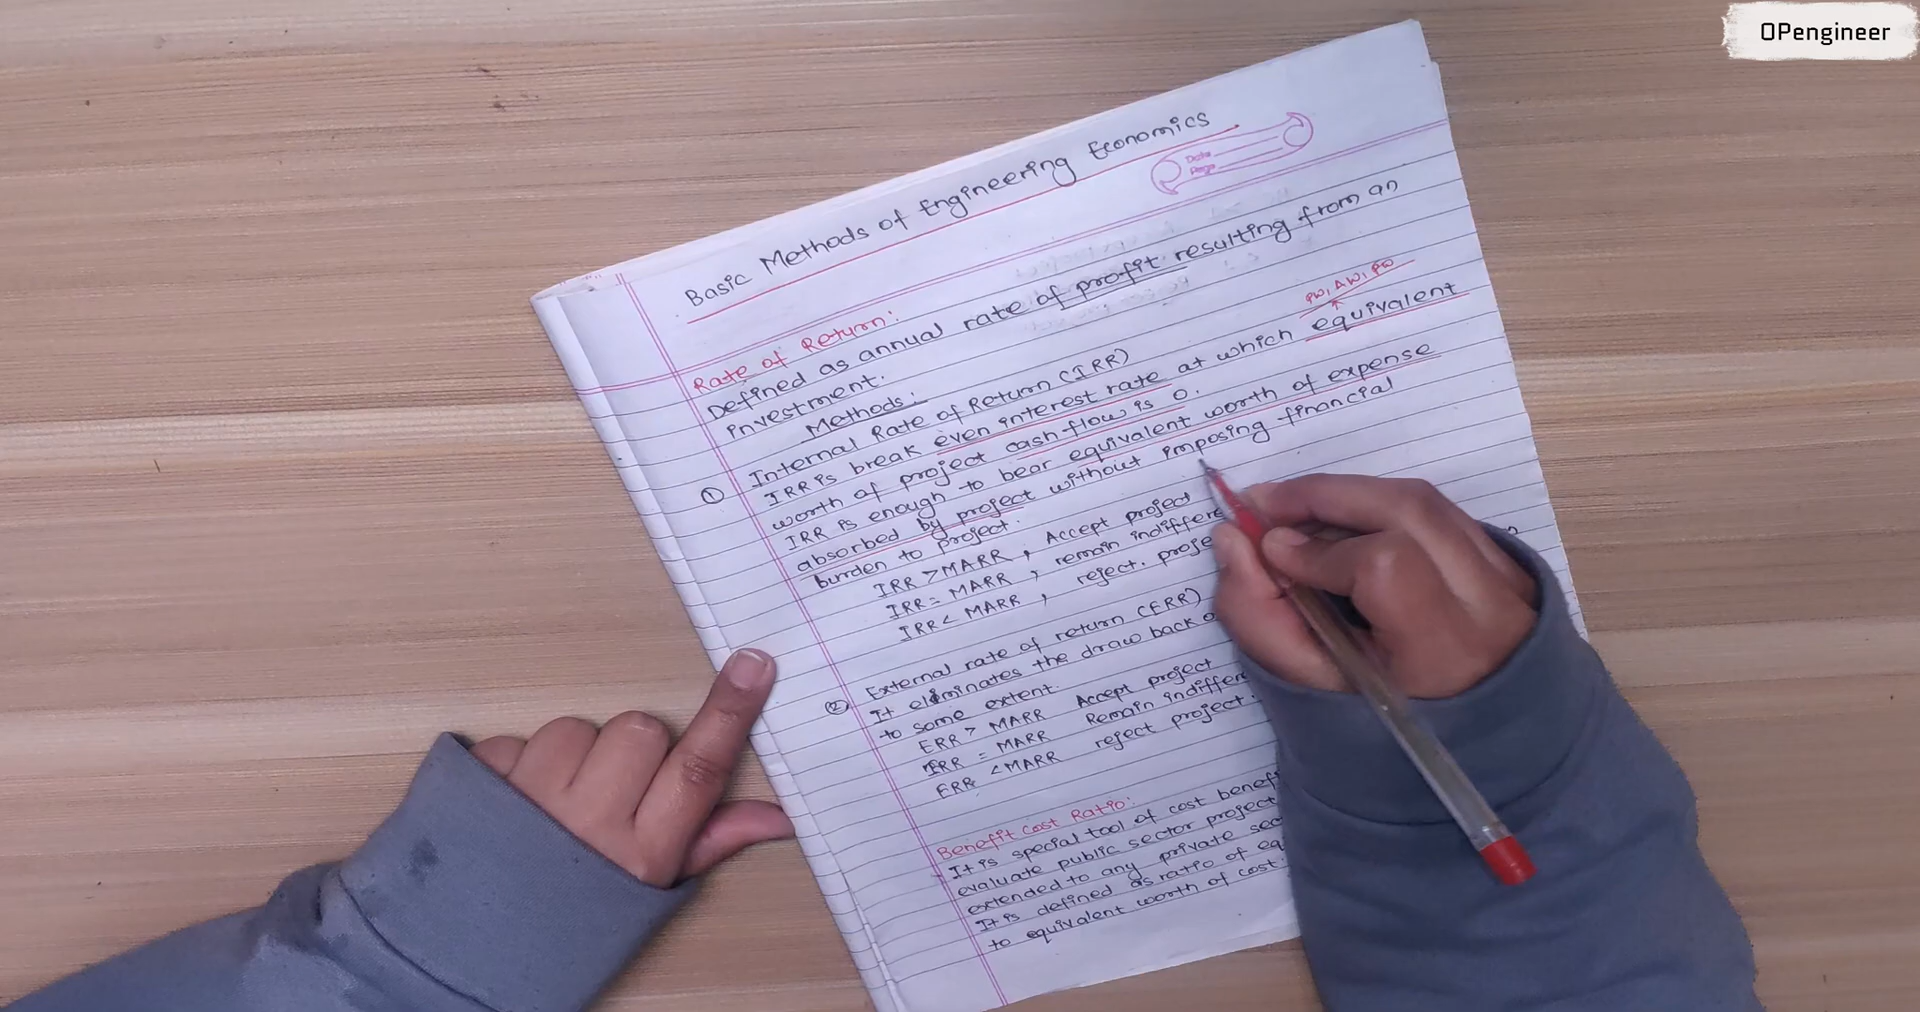 OPengineer
Basic Methods of Engineering Economics
Date
Page
Rate of Return:
Defined as annual rate of profit resulting from an
investment.
Methods:
① Internal Rate of Return (IRR)
PW, AW, FW
IRR is break even interest rate at which equivalent
worth of project cash flow is 0.
IRR is enough to bear equivalent worth of expense
absorbed by project without imposing financial
burden to project.
IRR > MARR, Accept project
IRR = MARR, remain indiffere
IRR < MARR, reject. proje
② External rate of return (ERR)
It eliminates the draw back o
to some extent.
ERR > MARR Accept project
ERR = MARR Remain indiffer
ERR < MARR reject project.
Benefit Cost Ratio:
It is special tool of cost benef
evaluate public sector project
extended to any private sec
It is defined as ratio of eq
to equivalent worth of cost.